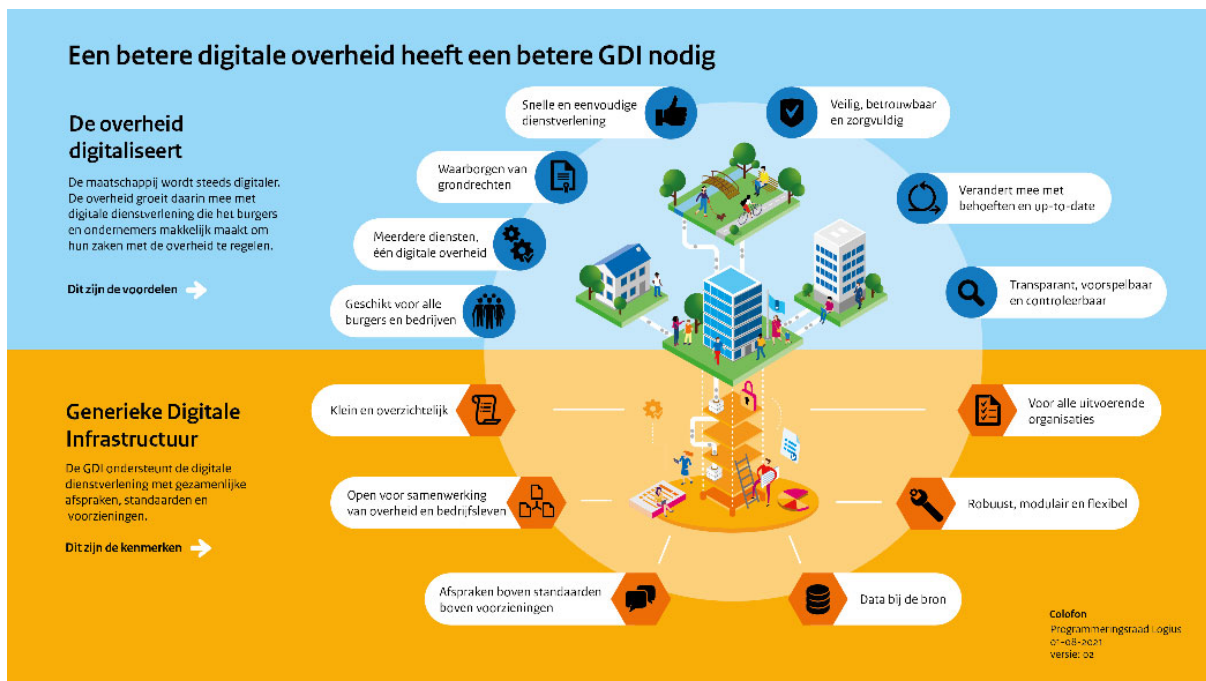 Een betere digitale overheid heeft een betere GDI nodig
De overheid
digitaliseert
De maatschappij wordt steeds digitaler.
De overheid groeit daarin mee met
digitale dienstverlening die het burgers
en ondernemers makkelijk maakt om
hun zaken met de overheid te regelen.
Dit zijn de voordelen
Snelle en eenvoudige
dienstverlening
Veilig, betrouwbaar
en zorgvuldig
Waarborgen van
grondrechten
Verandert mee met
behoeften en up-to-date
Meerdere diensten,
één digitale overheid
Transparant, voorspelbaar
en controleerbaar
Geschikt voor alle
burgers en bedrijven
Generieke Digitale
Infrastructuur
De GDI ondersteunt de digitale
dienstverlening met gezamenlijke
afspraken, standaarden en
voorzieningen.
Dit zijn de kenmerken
Klein en overzichtelijk
Voor alle uitvoerende
organisaties
Open voor samenwerking
van overheid en bedrijfsleven
Robuust, modulair en flexibel
Afspraken boven standaarden
boven voorzieningen
Data bij de bron
Colofon
Programmeringsraad Logius
01-08-2021
versie: 02